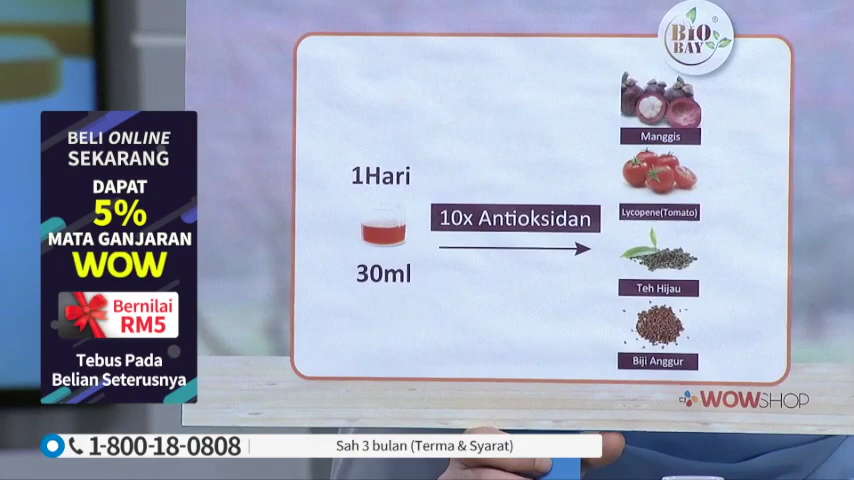 BELI ONLINE
SEKARANG
DAPAT
5%
MATA GANJARAN
WOW
Bernilai
RM5
Tebus Pada
Belian Seterusnya
BIO
BAY
®
1Hari
30ml
10x Antioksidan
Manggis
Lycopene(Tomato)
Teh Hijau
Biji Anggur
CJ WOWSHOP
1-800-18-0808
Sah 3 bulan (Terma & Syarat)